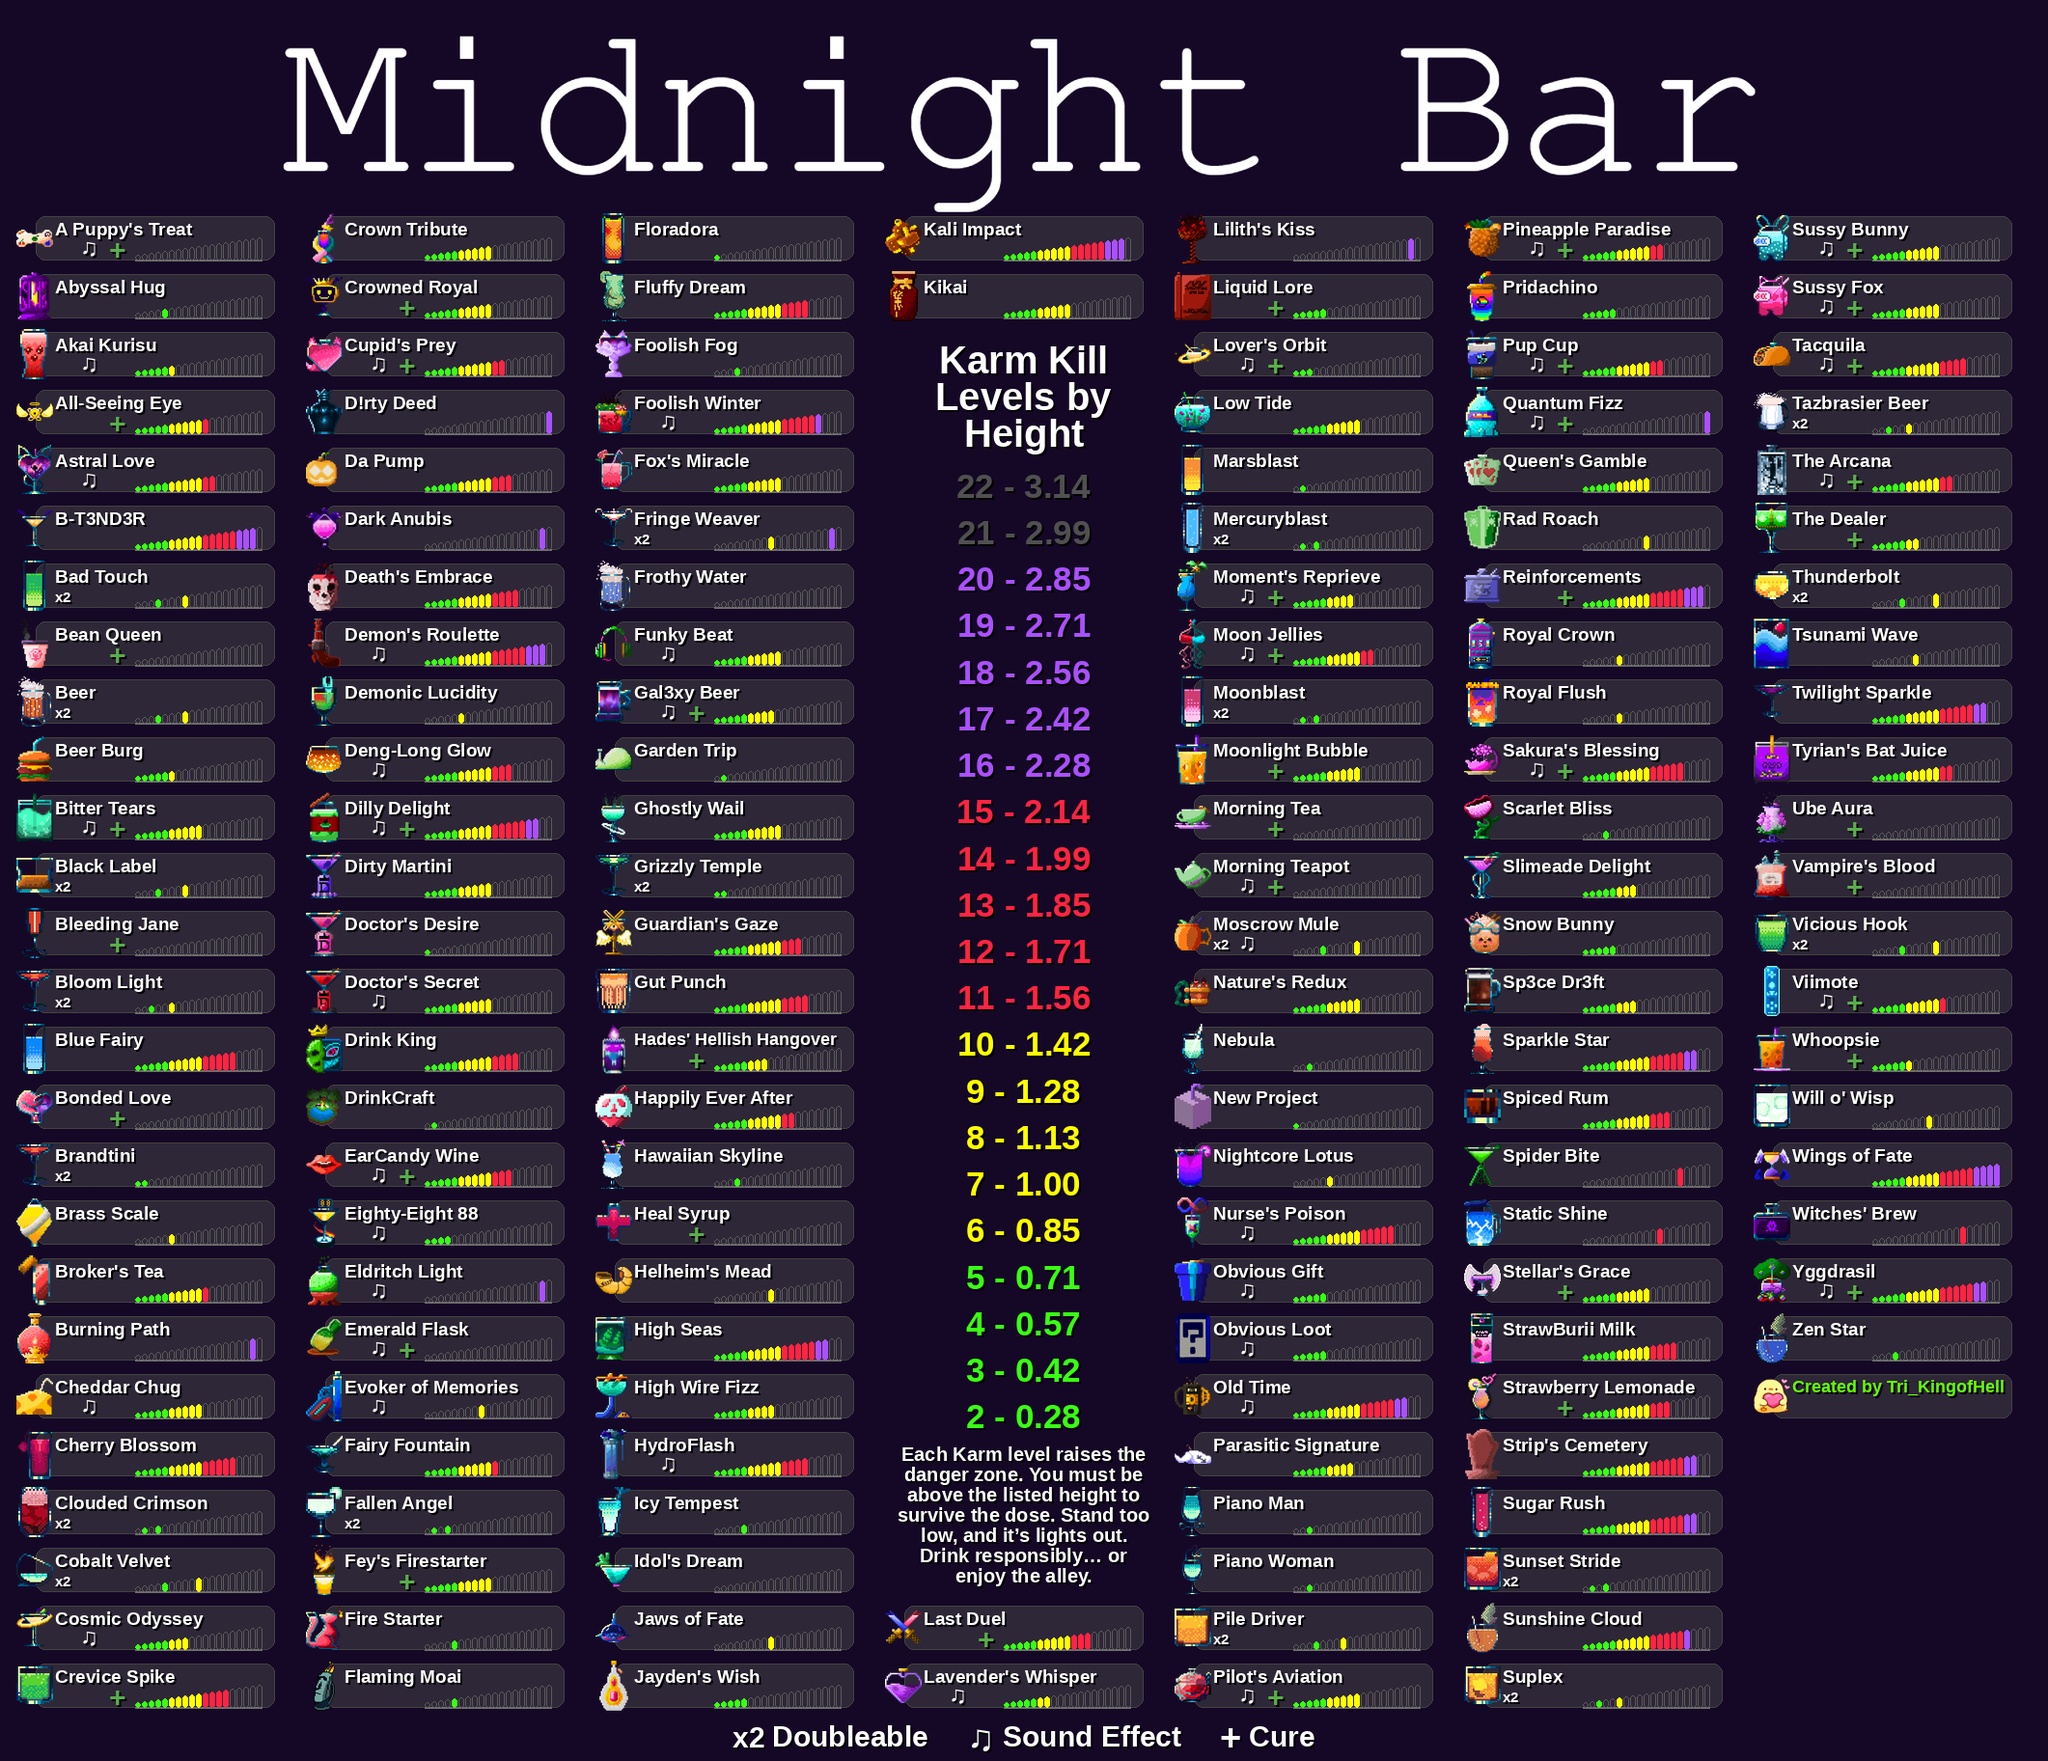 Midnight Bar
A Puppy's Treat
♫ +
Abyssal Hug
Akai Kurisu
♫
All-Seeing Eye
+
Astral Love
♫
B-T3ND3R
Bad Touch
x2
Bean Queen
+
Beer
x2
Beer Burg
Bitter Tears
♫ +
Black Label
x2
Bleeding Jane
+
Bloom Light
x2
Blue Fairy
Bonded Love
+
Brandtini
x2
Brass Scale
Broker's Tea
Burning Path
Cheddar Chug
♫
Cherry Blossom
Clouded Crimson
x2
Cobalt Velvet
x2
Cosmic Odyssey
♫
Crevice Spike
+
Crown Tribute
Crowned Royal
+
Cupid's Prey
♫ +
D!rty Deed
Da Pump
Dark Anubis
Death's Embrace
Demon's Roulette
♫
Demonic Lucidity
Deng-Long Glow
♫
Dilly Delight
♫ +
Dirty Martini
Doctor's Desire
Doctor's Secret
♫
Drink King
DrinkCraft
EarCandy Wine
♫ +
Eighty-Eight 88
♫
Eldritch Light
♫
Emerald Flask
♫ +
Evoker of Memories
♫
Fairy Fountain
Fallen Angel
x2
Fey's Firestarter
+
Fire Starter
Flaming Moai
Floradora
Fluffy Dream
Foolish Fog
Foolish Winter
♫
Fox's Miracle
Fringe Weaver
x2
Frothy Water
Funky Beat
♫
Gal3xy Beer
♫ +
Garden Trip
Ghostly Wail
Grizzly Temple
x2
Guardian's Gaze
Gut Punch
Hades' Hellish Hangover
+
Happily Ever After
Hawaiian Skyline
Heal Syrup
+
Helheim's Mead
High Seas
High Wire Fizz
HydroFlash
♫
Icy Tempest
Idol's Dream
Jaws of Fate
Jayden's Wish
Kali Impact
Kikai
Karm Kill
Levels by
Height
22 - 3.14
21 - 2.99
20 - 2.85
19 - 2.71
18 - 2.56
17 - 2.42
16 - 2.28
15 - 2.14
14 - 1.99
13 - 1.85
12 - 1.71
11 - 1.56
10 - 1.42
9 - 1.28
8 - 1.13
7 - 1.00
6 - 0.85
5 - 0.71
4 - 0.57
3 - 0.42
2 - 0.28
Each Karm level raises the
danger zone. You must be
above the listed height to
survive the dose. Stand too
low, and it's lights out.
Drink responsibly... or
enjoy the alley.
Last Duel
+
Lavender's Whisper
♫
Lilith's Kiss
Liquid Lore
+
Lover's Orbit
♫ +
Low Tide
Marsblast
Mercuryblast
x2
Moment's Reprieve
♫ +
Moon Jellies
♫ +
Moonblast
x2
Moonlight Bubble
+
Morning Tea
+
Morning Teapot
♫ +
Moscrow Mule
x2 ♫
Nature's Redux
Nebula
New Project
Nightcore Lotus
Nurse's Poison
♫
Obvious Gift
♫
Obvious Loot
♫
Old Time
♫
Parasitic Signature
Piano Man
Piano Woman
Pile Driver
x2
Pilot's Aviation
♫ +
Pineapple Paradise
♫ +
Pridachino
Pup Cup
♫ +
Quantum Fizz
♫ +
Queen's Gamble
Rad Roach
Reinforcements
+
Royal Crown
Royal Flush
Sakura's Blessing
♫ +
Scarlet Bliss
Slimeade Delight
Snow Bunny
Sp3ce Dr3ft
Sparkle Star
Spiced Rum
Spider Bite
Static Shine
Stellar's Grace
+
StrawBurii Milk
Strawberry Lemonade
+
Strip's Cemetery
Sugar Rush
Sunset Stride
x2
Sunshine Cloud
Suplex
x2
Sussy Bunny
♫ +
Sussy Fox
♫ +
Tacquila
♫ +
Tazbrasier Beer
x2
The Arcana
♫ +
The Dealer
+
Thunderbolt
x2
Tsunami Wave
Twilight Sparkle
Tyrian's Bat Juice
Ube Aura
+
Vampire's Blood
+
Vicious Hook
x2
Viimote
♫ +
Whoopsie
+
Will o' Wisp
Wings of Fate
Witches' Brew
Yggdrasil
♫ +
Zen Star
Created by Tri_KingofHell
x2 Doubleable ♫ Sound Effect + Cure